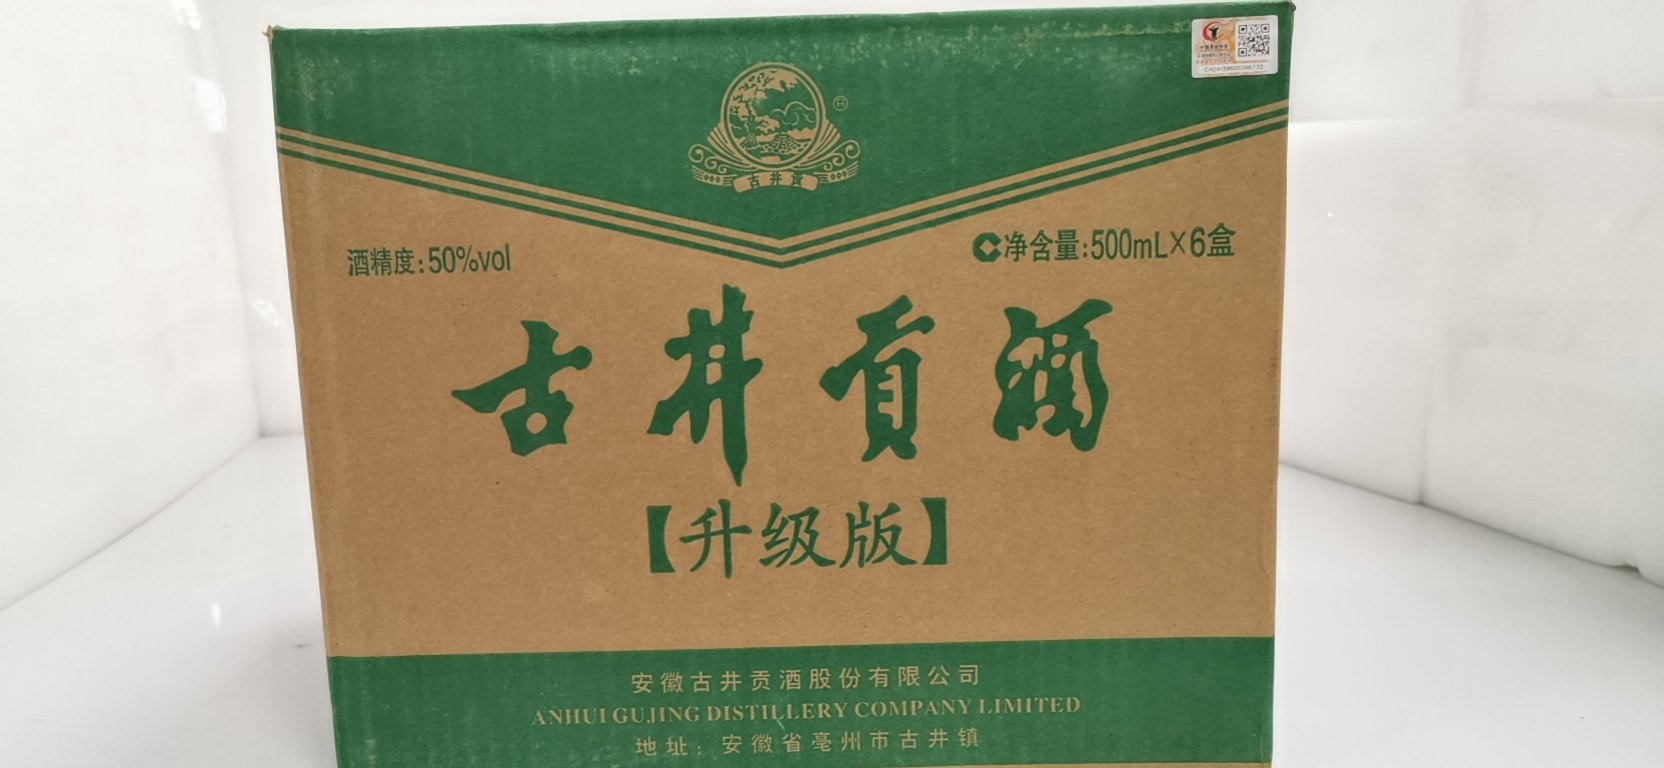 古井贡
®
酒精度:50%vol
净含量:500mL×6盒
古井贡酒
【升级版】
安徽古井贡酒股份有限公司
ANHUI GUJING DISTILLERY COMPANY LIMITED
地址：安徽省亳州市古井镇